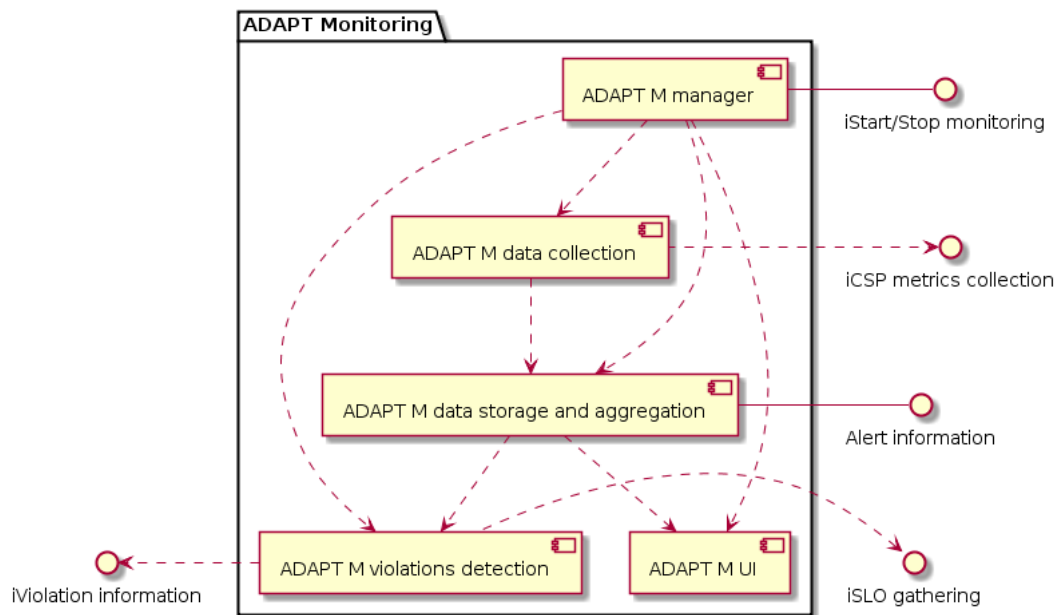 ADAPT Monitoring
ADAPT M manager
iStart/Stop monitoring
ADAPT M data collection
iCSP metrics collection
ADAPT M data storage and aggregation
Alert information
ADAPT M violations detection
ADAPT M UI
iViolation information
iSLO gathering